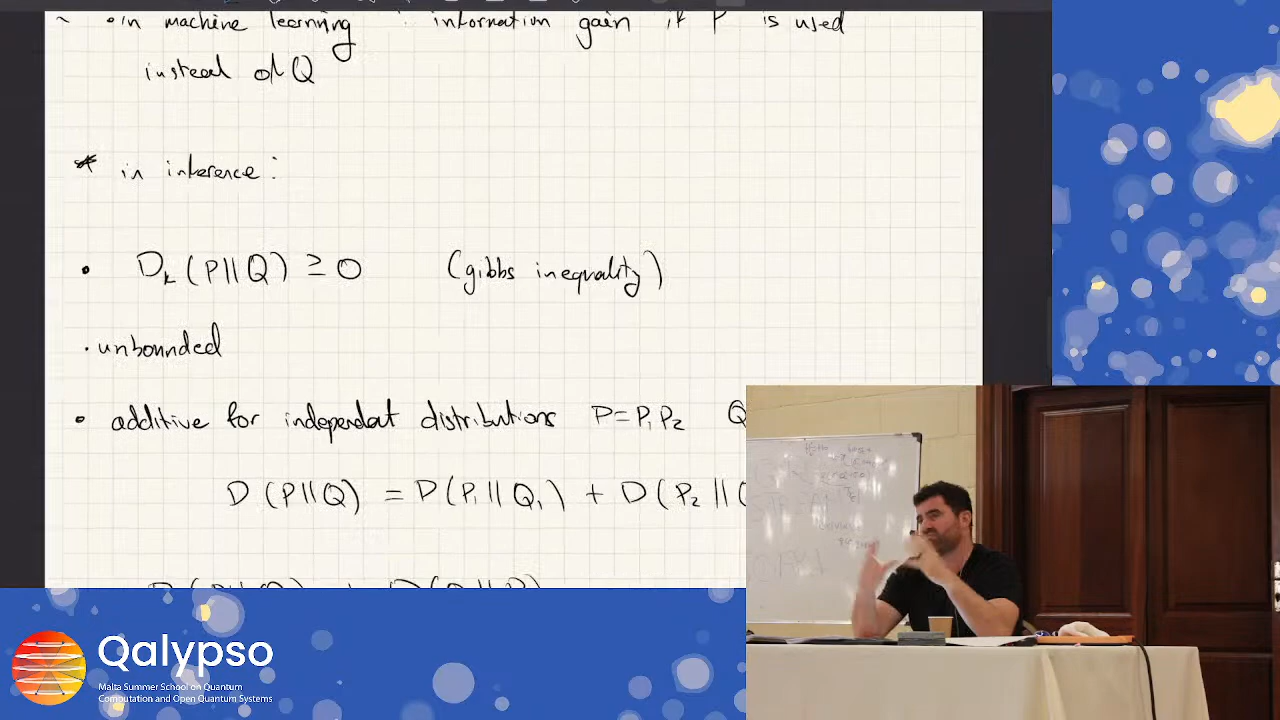 • in machine learning : information gain if P is used
instead of Q
* in inference :
• D_k (P||Q) ≥ 0 (gibbs inequality)
• unbounded
• additive for independat distributions P=P₁P₂ Q
D (P||Q) = D(P₁||Q₁) + D(P₂||
Qalypso
Malta Summer School on Quantum
Computation and Open Quantum Systems